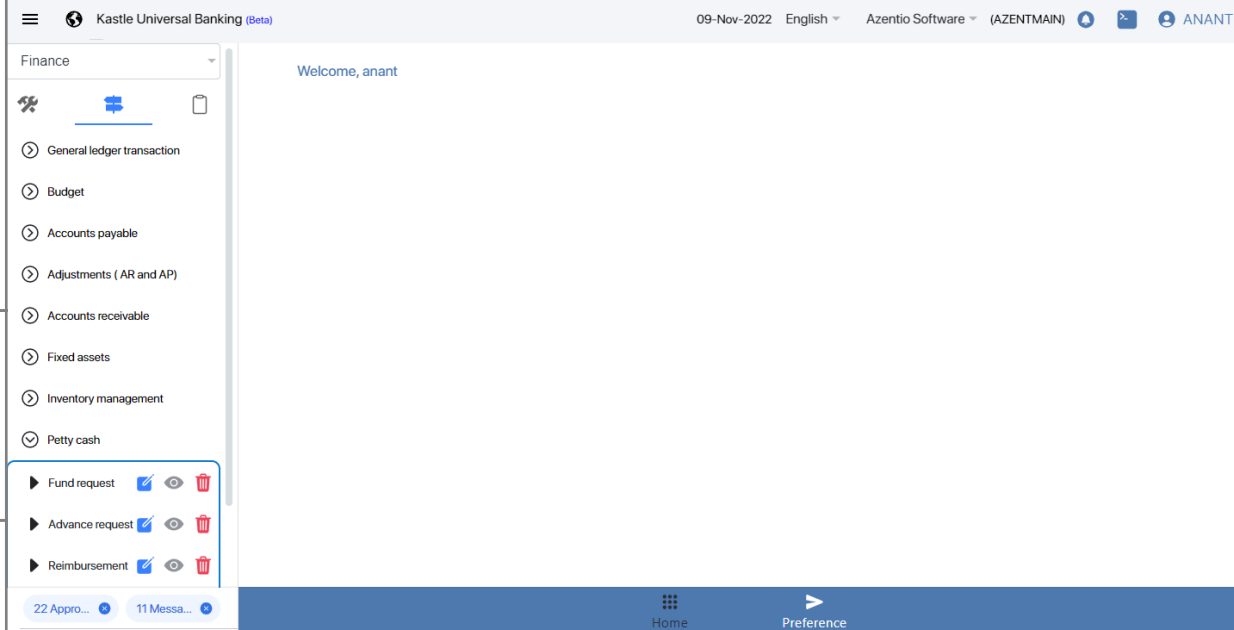 Kastle Universal Banking (Beta)
09-Nov-2022 English Azentio Software (AZENTMAIN) ANANT
Finance
Welcome, anant
General ledger transaction
Budget
Accounts payable
Adjustments ( AR and AP)
Accounts receivable
Fixed assets
Inventory management
Petty cash
Fund request
Advance request
Reimbursement
22 Appro... 11 Messa...
Home
Preference